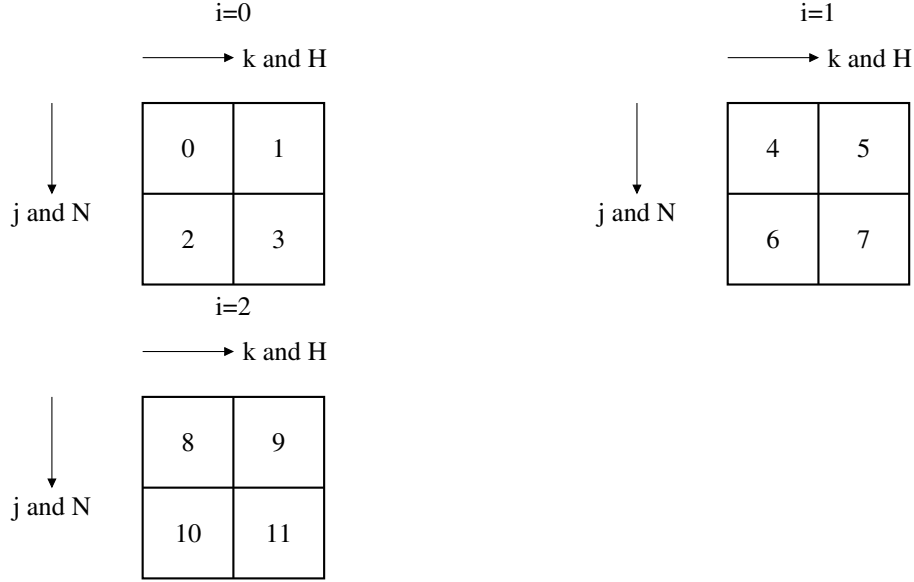 i=0
k and H
j and N
0 1
2 3
i=1
k and H
j and N
4 5
6 7
i=2
k and H
j and N
8 9
10 11